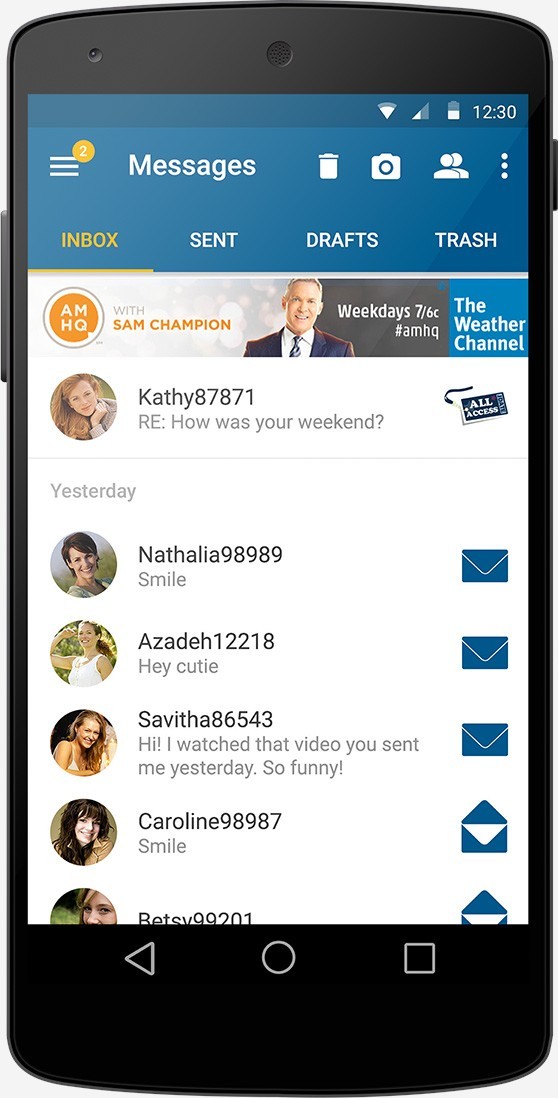 12:30
2
Messages
INBOX SENT DRAFTS TRASH
AM
HQ
WITH
SAM CHAMPION
Weekdays 7/6c
#amhq
The
Weather
Channel
Kathy87871
RE: How was your weekend?
ALL
ACCESS
Yesterday
Nathalia98989
Smile
Azadeh12218
Hey cutie
Savitha86543
Hi! I watched that video you sent
me yesterday. So funny!
Caroline98987
Smile
Betsy99201